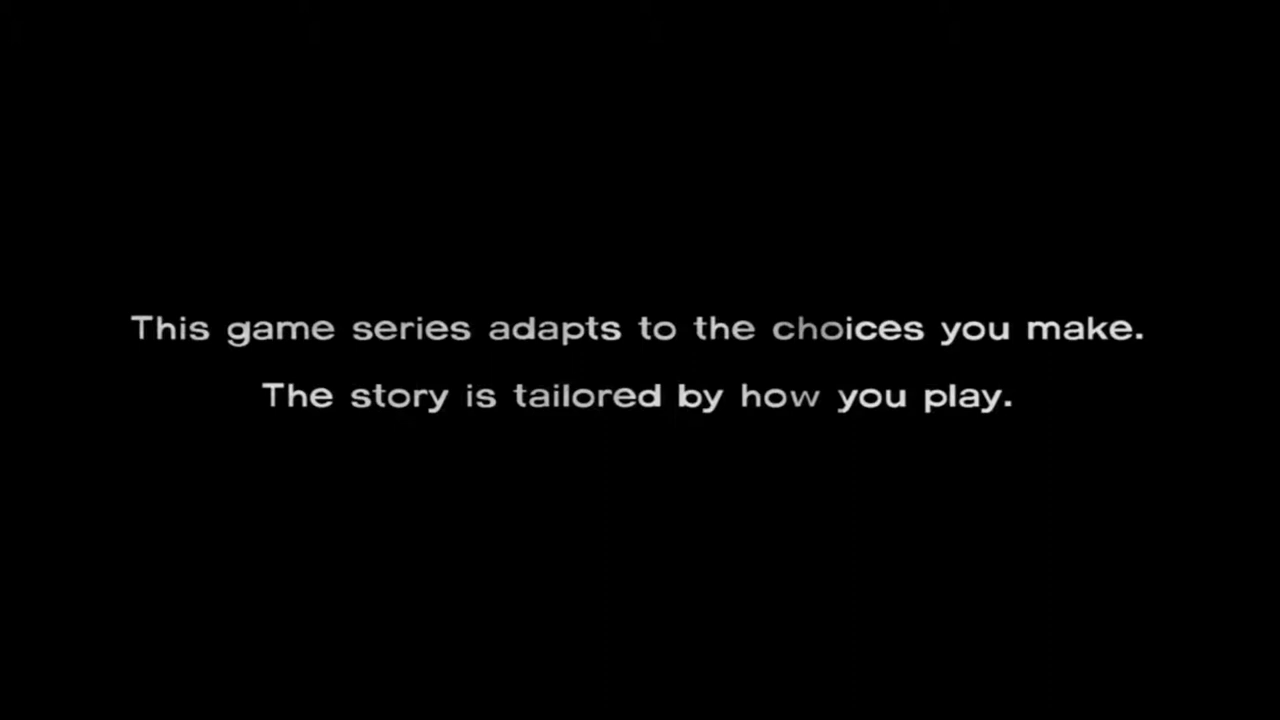 This game series adapts to the choices you make.
The story is tailored by how you play.